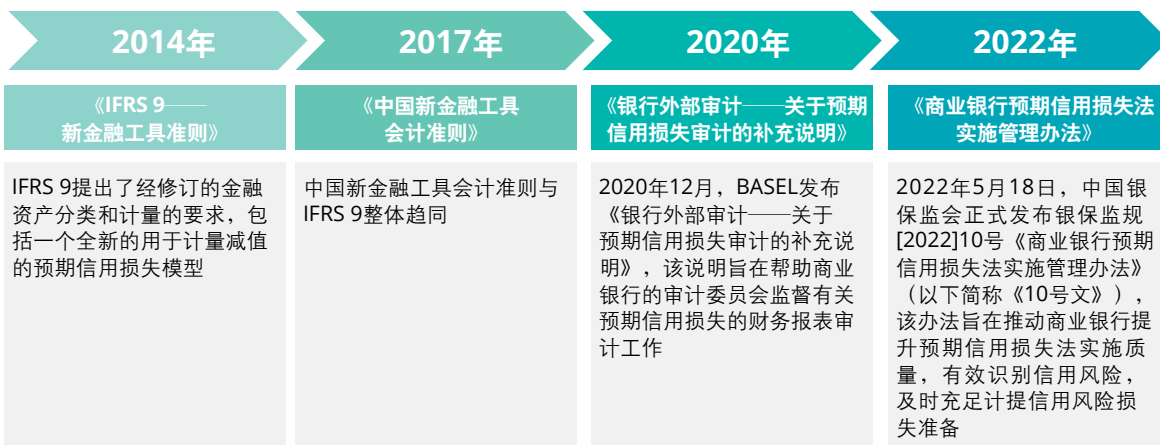 2014年
2017年
2020年
2022年
《IFRS 9——
新金融工具准则》
《中国新金融工具
会计准则》
《银行外部审计——关于预期
信用损失审计的补充说明》
《商业银行预期信用损失法
实施管理办法》
IFRS 9提出了经修订的金融
资产分类和计量的要求，包
括一个全新的用于计量减值
的预期信用损失模型
中国新金融工具会计准则与
IFRS 9整体趋同
2020年12月，BASEL发布
《银行外部审计——关于
预期信用损失审计的补充说
明》，该说明旨在帮助商业
银行的审计委员会监督有关
预期信用损失的财务报表审
计工作
2022年5月18日，中国银
保监会正式发布银保监规
[2022]10号《商业银行预期
信用损失法实施管理办法》
（以下简称《10号文》），
该办法旨在推动商业银行提
升预期信用损失法实施质
量，有效识别信用风险，
及时充足计提信用风险损
失准备